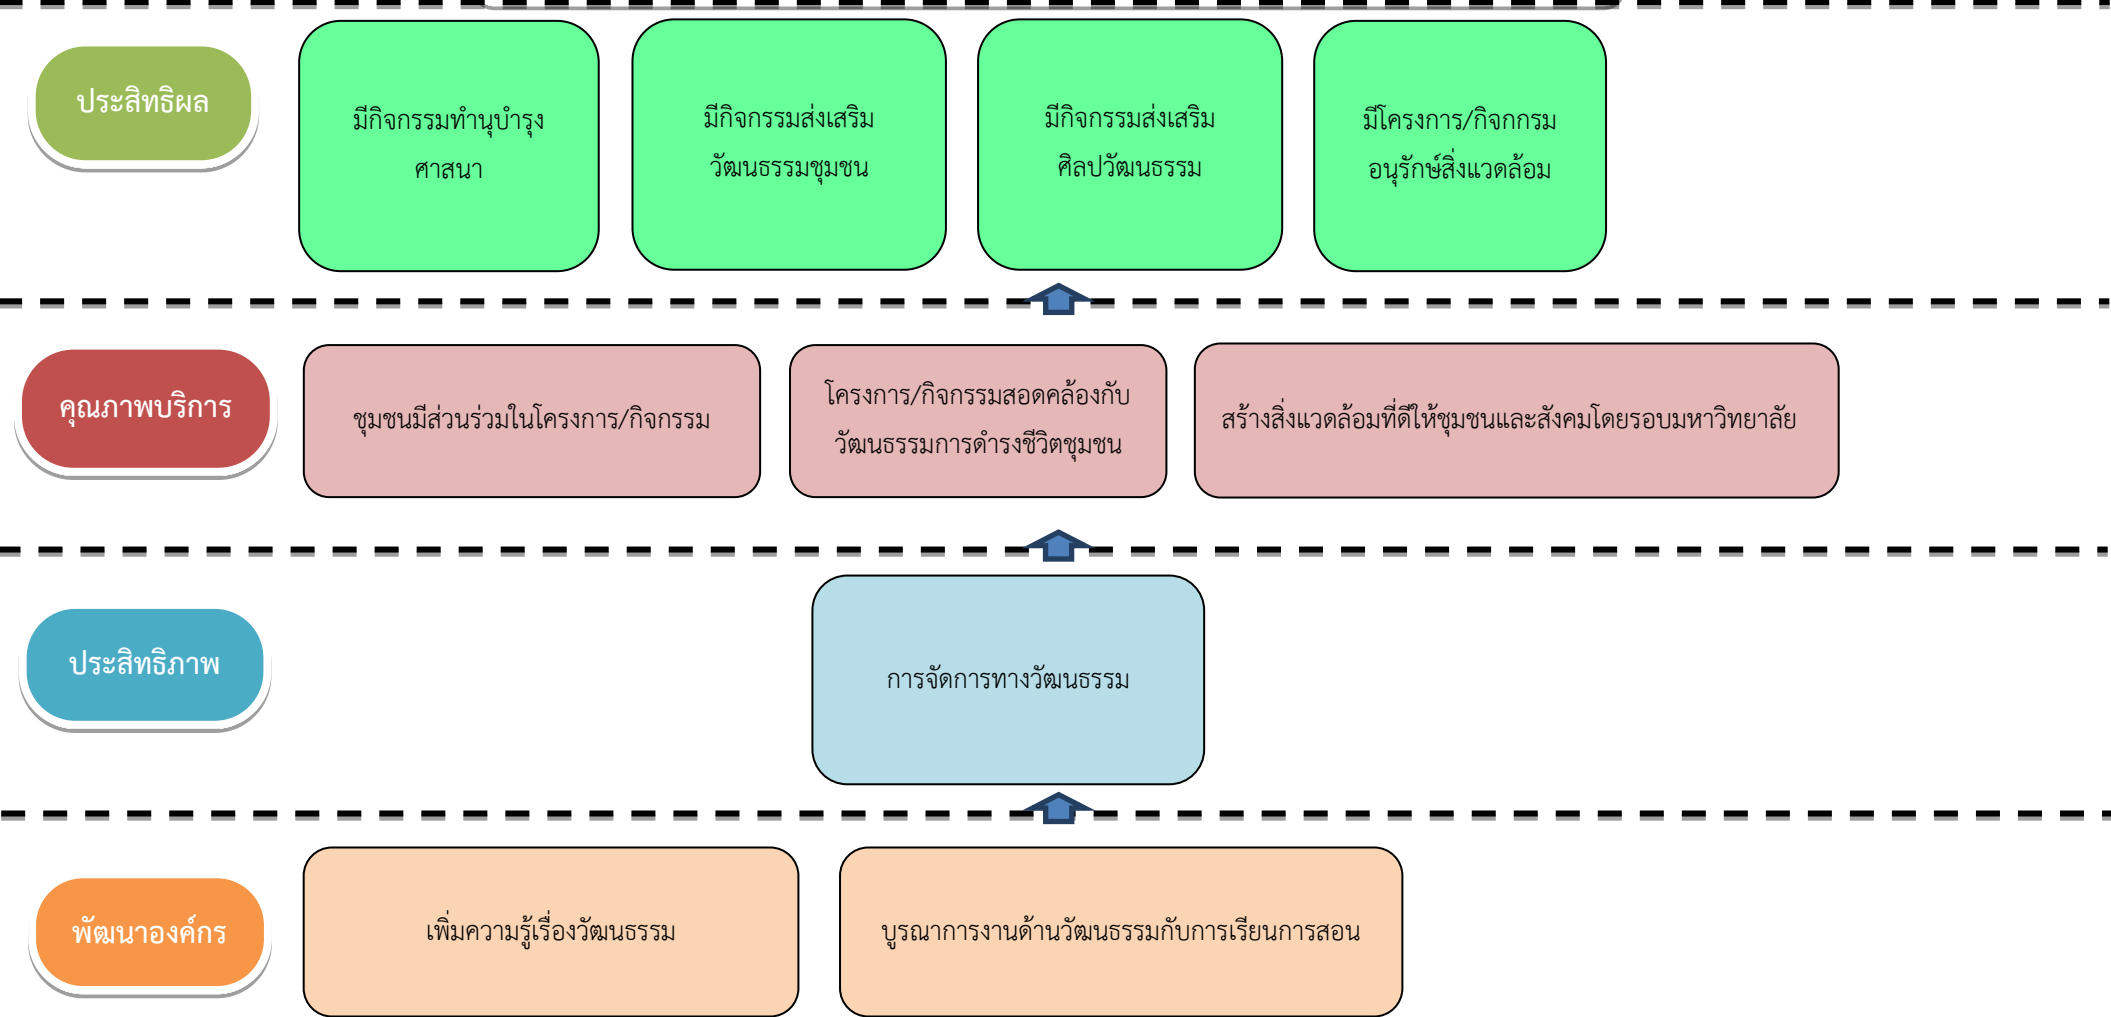 ประสิทธิผล
มีกิจกรรมทำนุบำรุง
ศาสนา
มีกิจกรรมส่งเสริม
วัฒนธรรมชุมชน
มีกิจกรรมส่งเสริม
ศิลปวัฒนธรรม
มีโครงการ/กิจกกรม
อนุรักษ์สิ่งแวดล้อม
คุณภาพบริการ
ชุมชนมีส่วนร่วมในโครงการ/กิจกรรม
โครงการ/กิจกรรมสอดคล้องกับ
วัฒนธรรมการดำรงชีวิตชุมชน
สร้างสิ่งแวดล้อมที่ดีให้ชุมชนและสังคมโดยรอบมหาวิทยาลัย
ประสิทธิภาพ
การจัดการทางวัฒนธรรม
พัฒนาองค์กร
เพิ่มความรู้เรื่องวัฒนธรรม
บูรณาการงานด้านวัฒนธรรมกับการเรียนการสอน